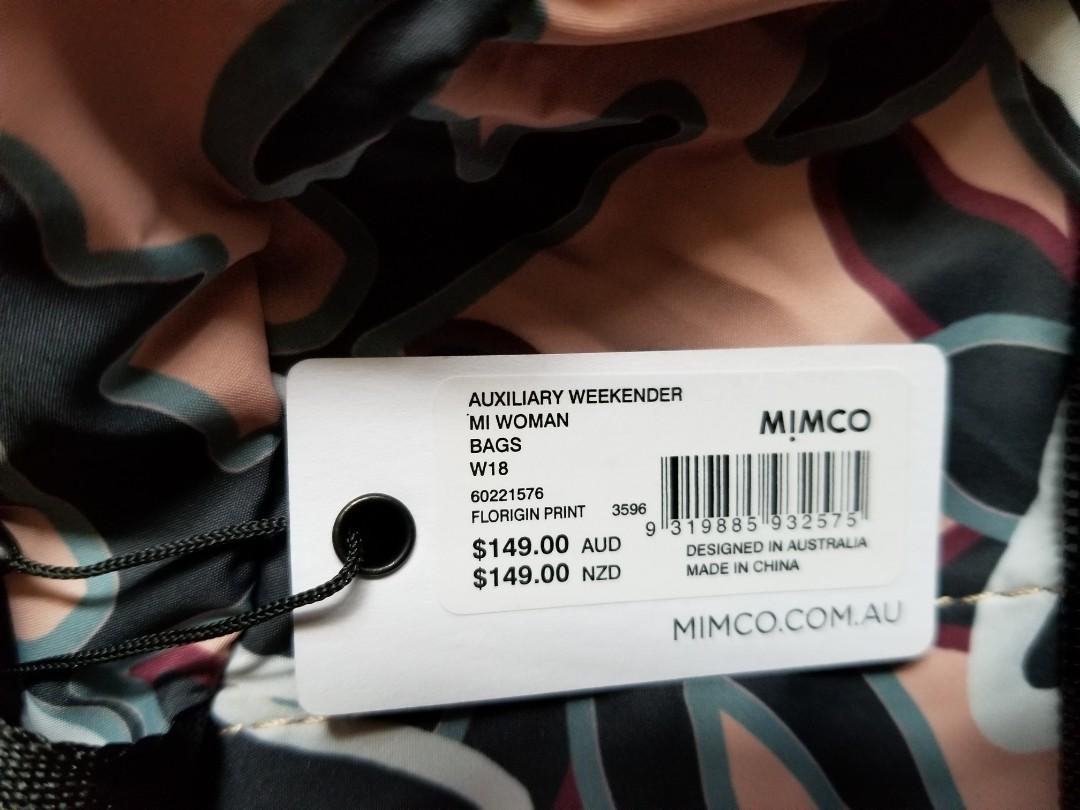 AUXILIARY WEEKENDER
MI WOMAN
BAGS
W18
60221576
FLORIGIN PRINT 3596
$149.00 AUD
$149.00 NZD
MIMCO
9 319885 932575
DESIGNED IN AUSTRALIA
MADE IN CHINA
MIMCO.COM.AU